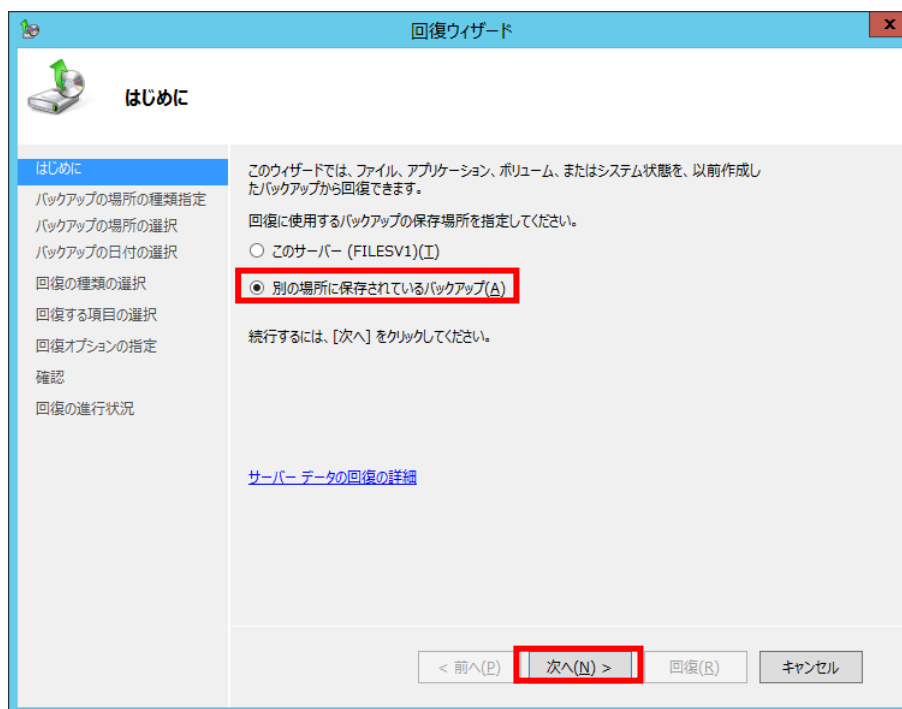 回復ウィザード
x
はじめに
はじめに
バックアップの場所の種類指定
バックアップの場所の選択
バックアップの日付の選択
回復の種類の選択
回復する項目の選択
回復オプションの指定
確認
回復の進行状況
このウィザードでは、ファイル、アプリケーション、ボリューム、またはシステム状態を、以前作成し
たバックアップから回復できます。
回復に使用するバックアップの保存場所を指定してください。
このサーバー (FILESV1)(T)
別の場所に保存されているバックアップ(A)
続行するには、[次へ] をクリックしてください。
サーバー データの回復の詳細
< 前へ(P)
次へ(N) >
回復(R)
キャンセル